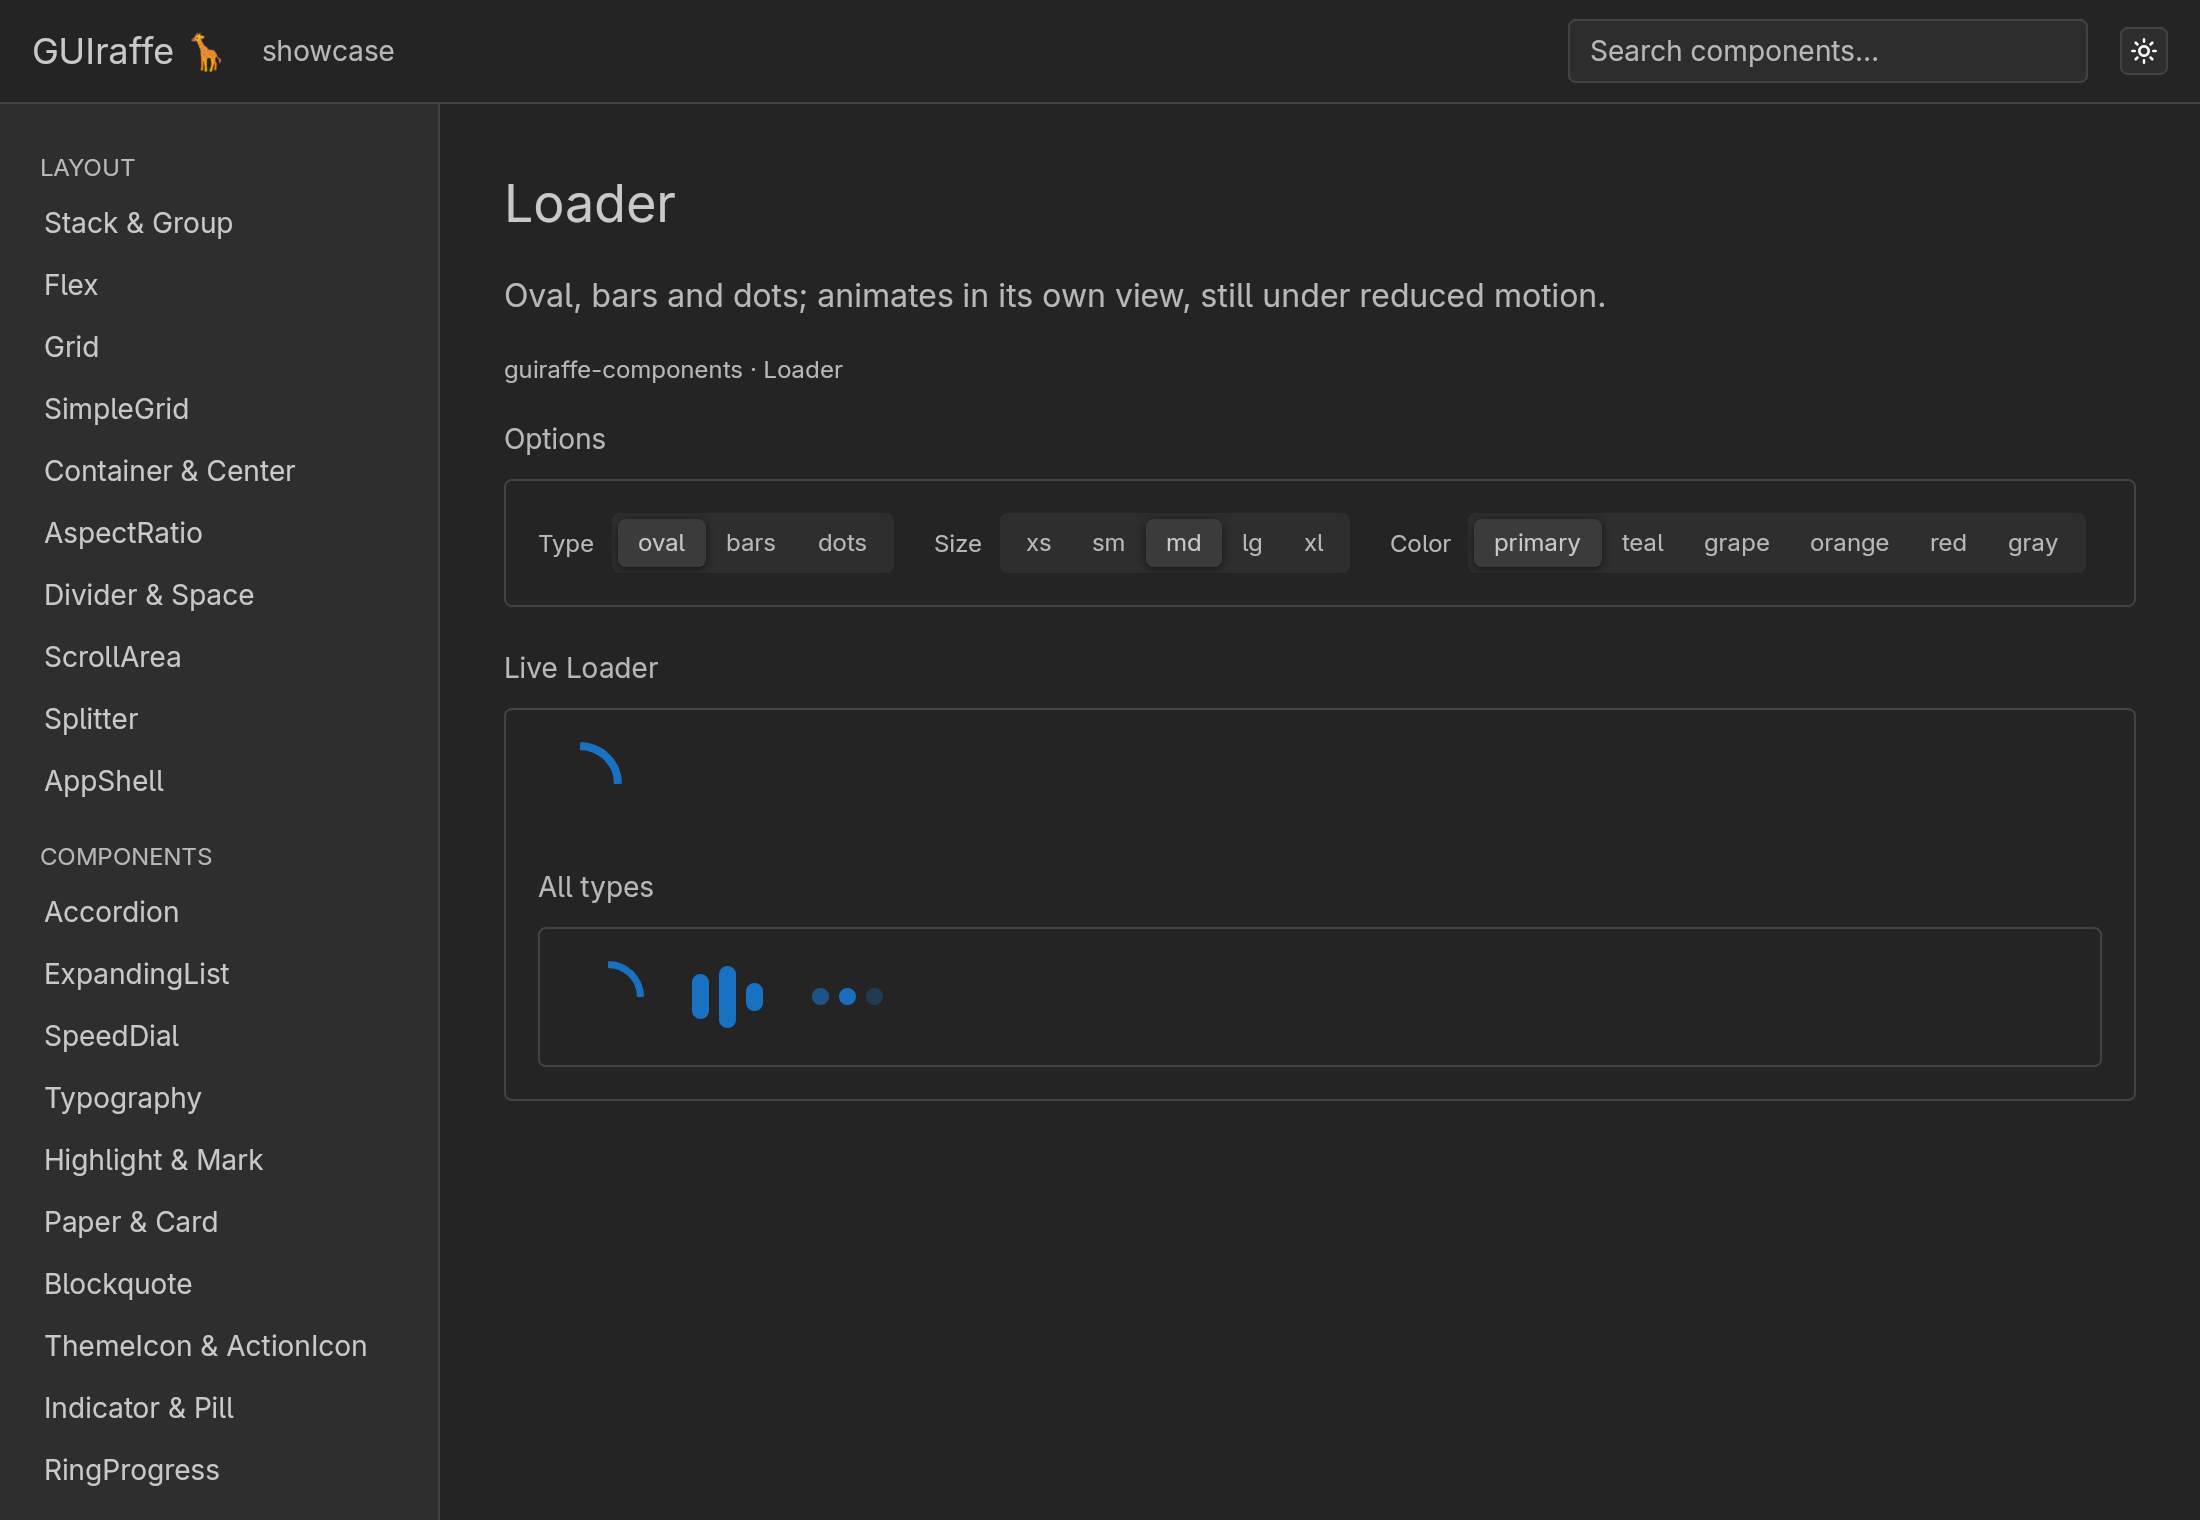 GUIraffe 🦒 showcase
Search components...
LAYOUT
Stack & Group
Flex
Grid
SimpleGrid
Container & Center
AspectRatio
Divider & Space
ScrollArea
Splitter
AppShell
COMPONENTS
Accordion
ExpandingList
SpeedDial
Typography
Highlight & Mark
Paper & Card
Blockquote
ThemeIcon & ActionIcon
Indicator & Pill
RingProgress
Loader
Oval, bars and dots; animates in its own view, still under reduced motion.
guiraffe-components · Loader
Options
Type oval bars dots Size xs sm md lg xl Color primary teal grape orange red gray
Live Loader
All types